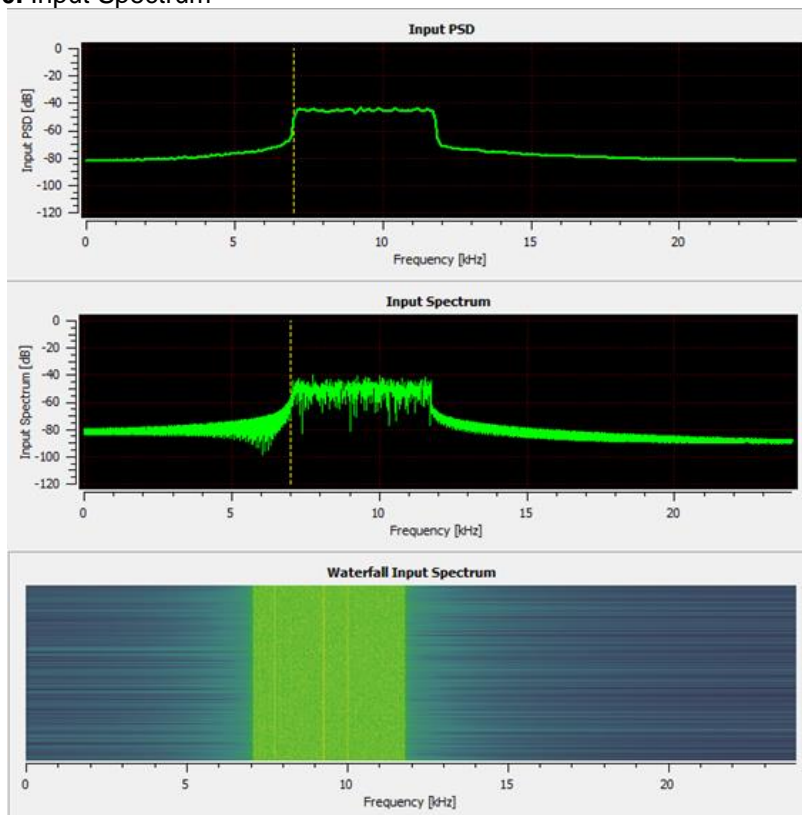 Input Spectrum
Input PSD
Input PSD [dB]
0
-20
-40
-60
-80
-100
-120
0 5 10 15 20
Frequency [kHz]
Input Spectrum
Input Spectrum [dB]
0
-20
-40
-60
-80
-100
-120
0 5 10 15 20
Frequency [kHz]
Waterfall Input Spectrum
0 5 10 15 20
Frequency [kHz]